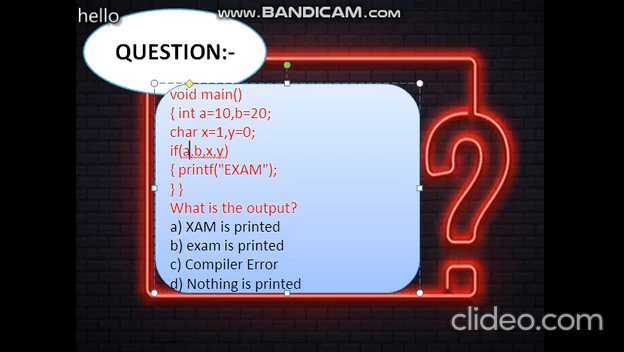 hello
www.BANDICAM.com
QUESTION:-
void main()
{ int a=10,b=20;
char x=1,y=0;
if(a,b,x,y)
{ printf("EXAM");
} }
What is the output?
a) XAM is printed
b) exam is printed
c) Compiler Error
d) Nothing is printed
?
clideo.com